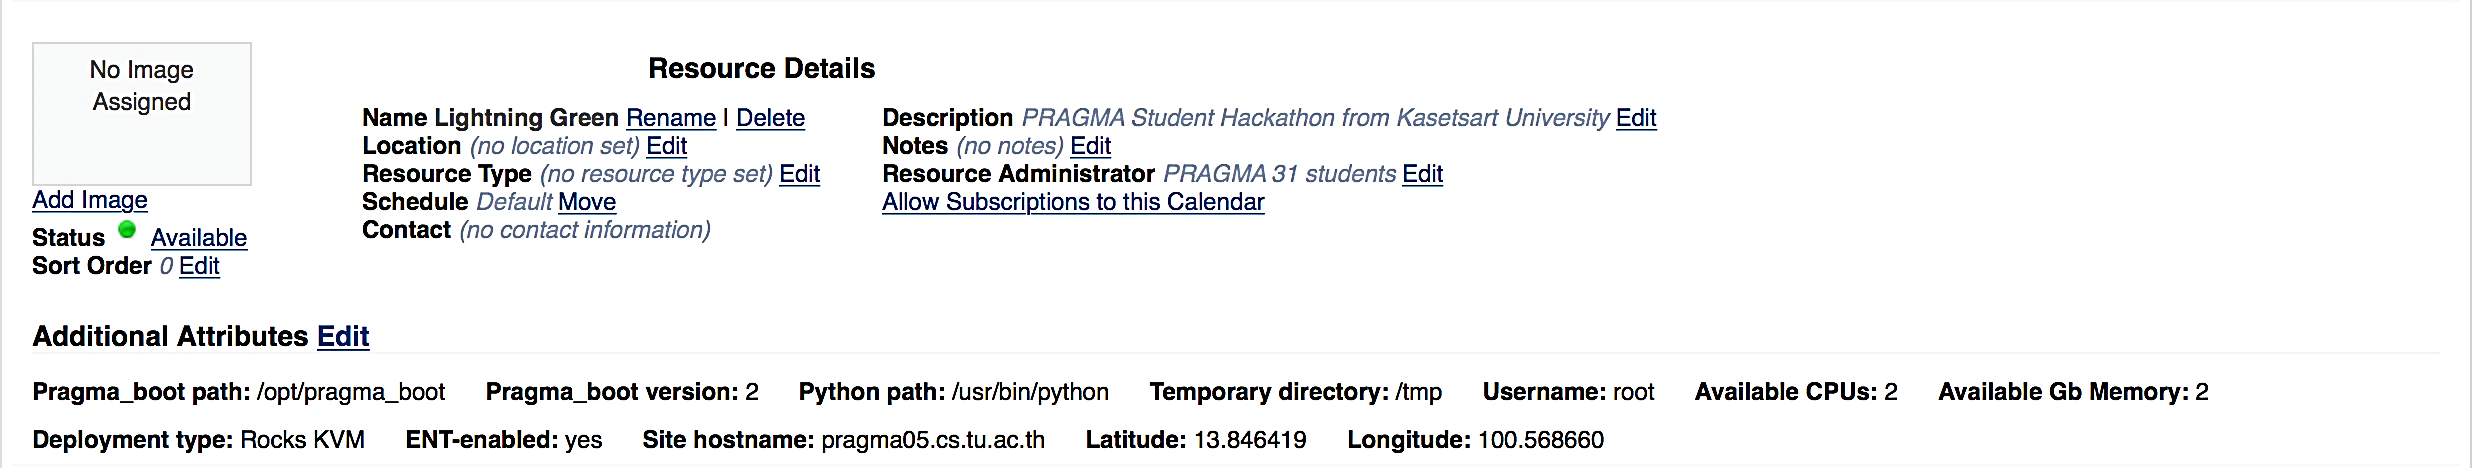 No Image
Assigned
Add Image
Status Available
Sort Order 0 Edit
Resource Details
Name Lightning Green Rename | Delete
Location (no location set) Edit
Resource Type (no resource type set) Edit
Schedule Default Move
Contact (no contact information)
Description PRAGMA Student Hackathon from Kasetsart University Edit
Notes (no notes) Edit
Resource Administrator PRAGMA 31 students Edit
Allow Subscriptions to this Calendar
Additional Attributes Edit
Pragma_boot path: /opt/pragma_boot Pragma_boot version: 2 Python path: /usr/bin/python Temporary directory: /tmp Username: root Available CPUs: 2 Available Gb Memory: 2
Deployment type: Rocks KVM ENT-enabled: yes Site hostname: pragma05.cs.tu.ac.th Latitude: 13.846419 Longitude: 100.568660